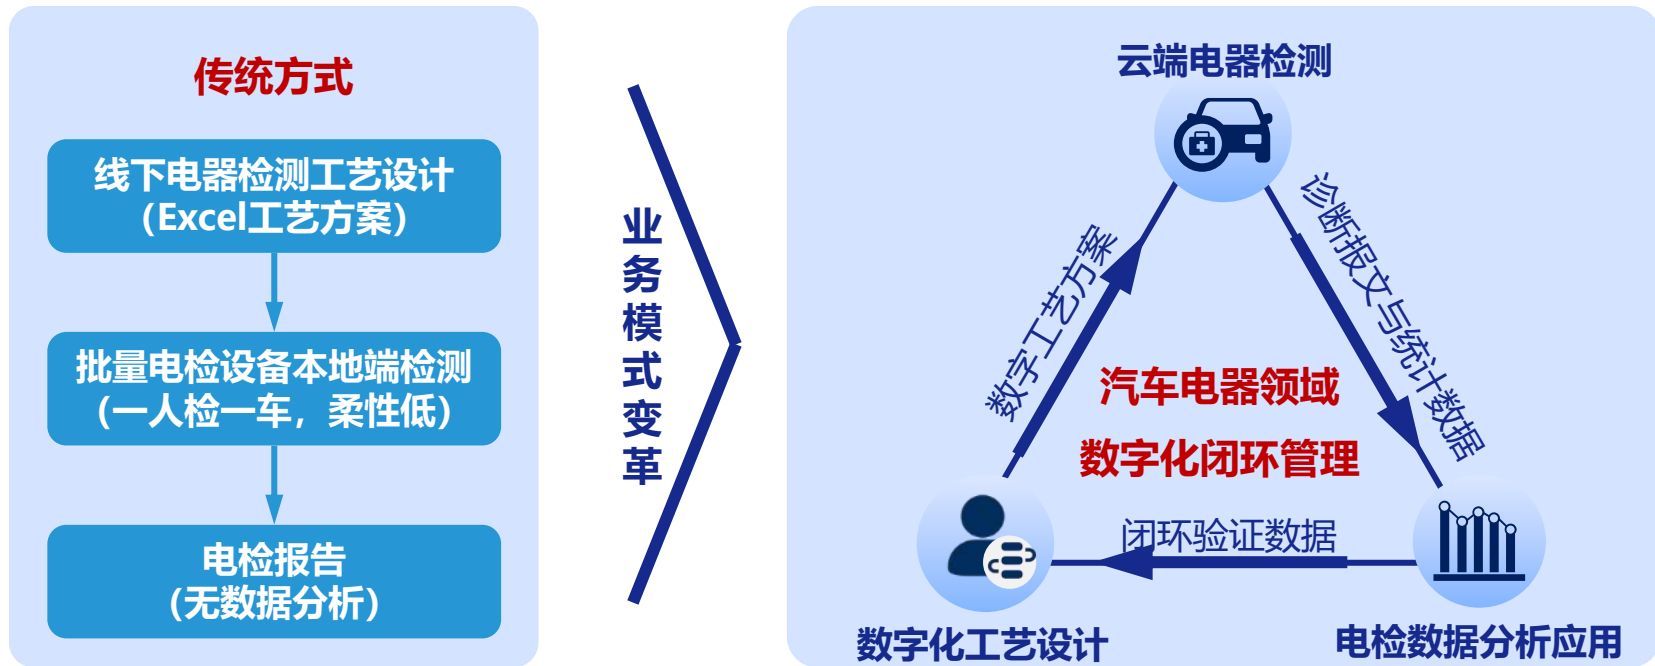 传统方式
线下电器检测工艺设计
（Excel工艺方案）
批量电检设备本地端检测
（一人检一车，柔性低）
电检报告
（无数据分析）
业务模式变革
云端电器检测
数字工艺方案
诊断报文与统计数据
汽车电器领域
数字化闭环管理
闭环验证数据
数字化工艺设计
电检数据分析应用